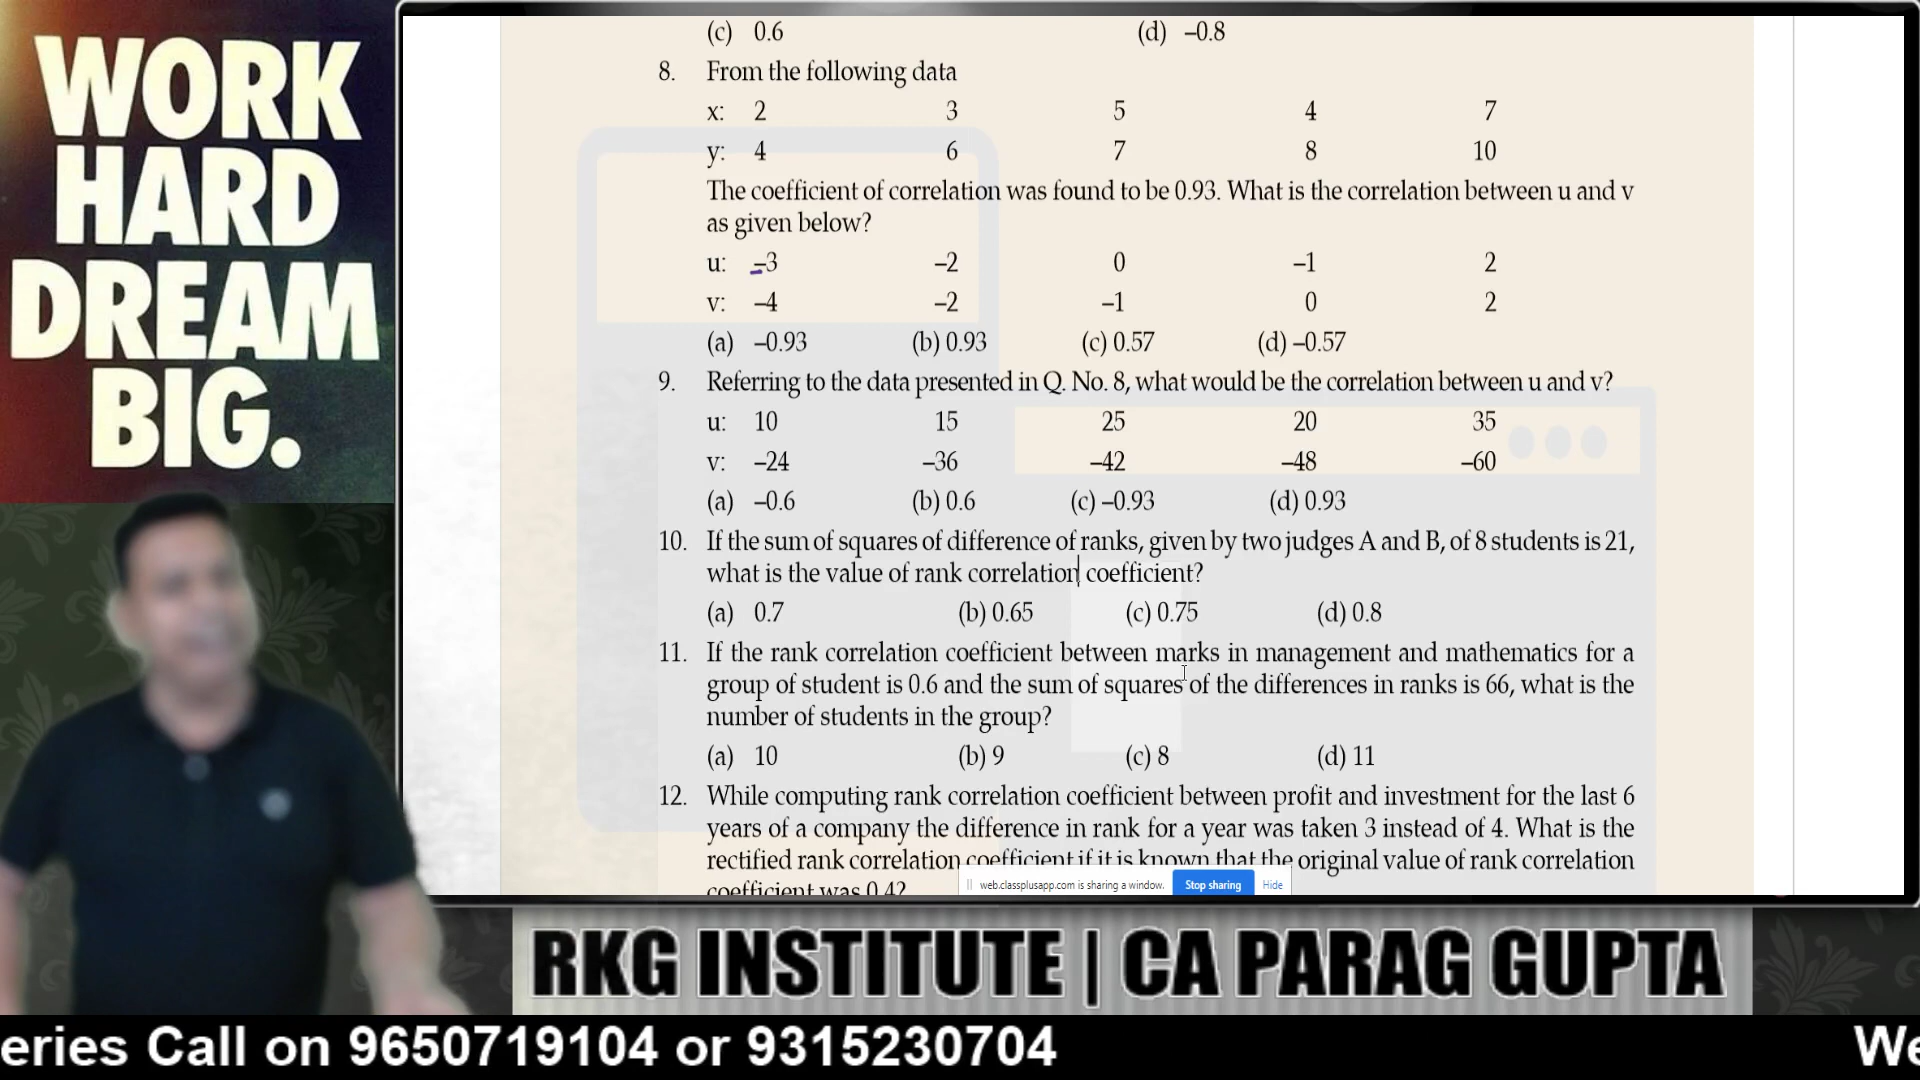 WORK
HARD
DREAM
BIG.
(c) 0.6 (d) –0.8
8. From the following data
x: 2 3 5 4 7
y: 4 6 7 8 10
The coefficient of correlation was found to be 0.93. What is the correlation between u and v
as given below?
u: –3 –2 0 –1 2
v: –4 –2 –1 0 2
(a) –0.93 (b) 0.93 (c) 0.57 (d) –0.57
9. Referring to the data presented in Q. No. 8, what would be the correlation between u and v?
u: 10 15 25 20 35
v: –24 –36 –42 –48 –60
(a) –0.6 (b) 0.6 (c) –0.93 (d) 0.93
10. If the sum of squares of difference of ranks, given by two judges A and B, of 8 students is 21,
what is the value of rank correlation coefficient?
(a) 0.7 (b) 0.65 (c) 0.75 (d) 0.8
11. If the rank correlation coefficient between marks in management and mathematics for a
group of student is 0.6 and the sum of squares of the differences in ranks is 66, what is the
number of students in the group?
(a) 10 (b) 9 (c) 8 (d) 11
12. While computing rank correlation coefficient between profit and investment for the last 6
years of a company the difference in rank for a year was taken 3 instead of 4. What is the
rectified rank correlation coefficient if it is known that the original value of rank correlation
coefficient was 0.4?
web.classplusapp.com is sharing a window. Stop sharing Hide
RKG INSTITUTE | CA PARAG GUPTA
eries Call on 9650719104 or 9315230704 We